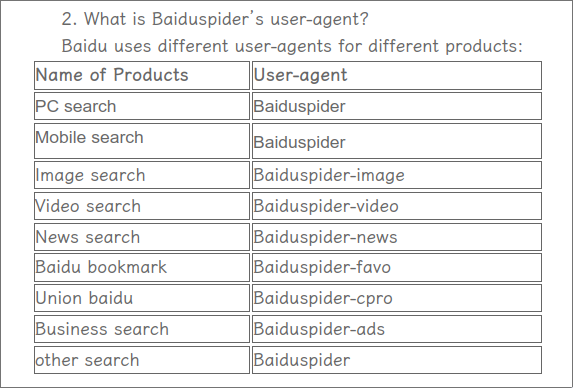 2. What is Baiduspider's user-agent?
Baidu uses different user-agents for different products:
Name of Products User-agent
PC search Baiduspider
Mobile search Baiduspider
Image search Baiduspider-image
Video search Baiduspider-video
News search Baiduspider-news
Baidu bookmark Baiduspider-favo
Union baidu Baiduspider-cpro
Business search Baiduspider-ads
other search Baiduspider